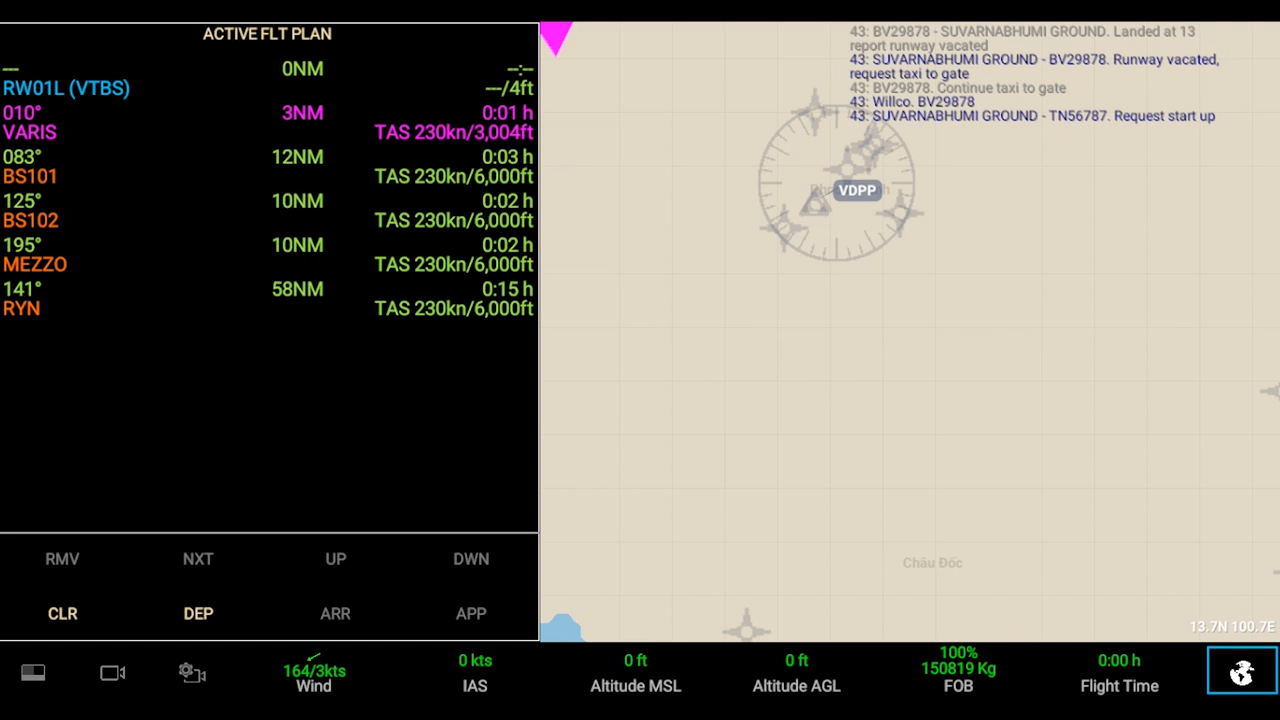 ACTIVE FLT PLAN
--- 0NM --:--
RW01L (VTBS) ---/4ft
010° 3NM 0:01 h
VARIS TAS 230kn/3,004ft
083° 12NM 0:03 h
BS101 TAS 230kn/6,000ft
125° 10NM 0:02 h
BS102 TAS 230kn/6,000ft
195° 10NM 0:02 h
MEZZO TAS 230kn/6,000ft
141° 58NM 0:15 h
RYN TAS 230kn/6,000ft
RMV NXT UP DWN
CLR DEP ARR APP
43: BV29878 - SUVARNABHUMI GROUND. Landed at 13
report runway vacated
43: SUVARNABHUMI GROUND - BV29878. Runway vacated,
request taxi to gate
43: BV29878. Continue taxi to gate
43: Willco. BV29878
43: SUVARNABHUMI GROUND - TN56787. Request start up
VDPP
Châu Đốc
13.7N 100.7E
164/3kts
Wind
0 kts
IAS
0 ft
Altitude MSL
0 ft
Altitude AGL
100%
150819 Kg
FOB
0:00 h
Flight Time